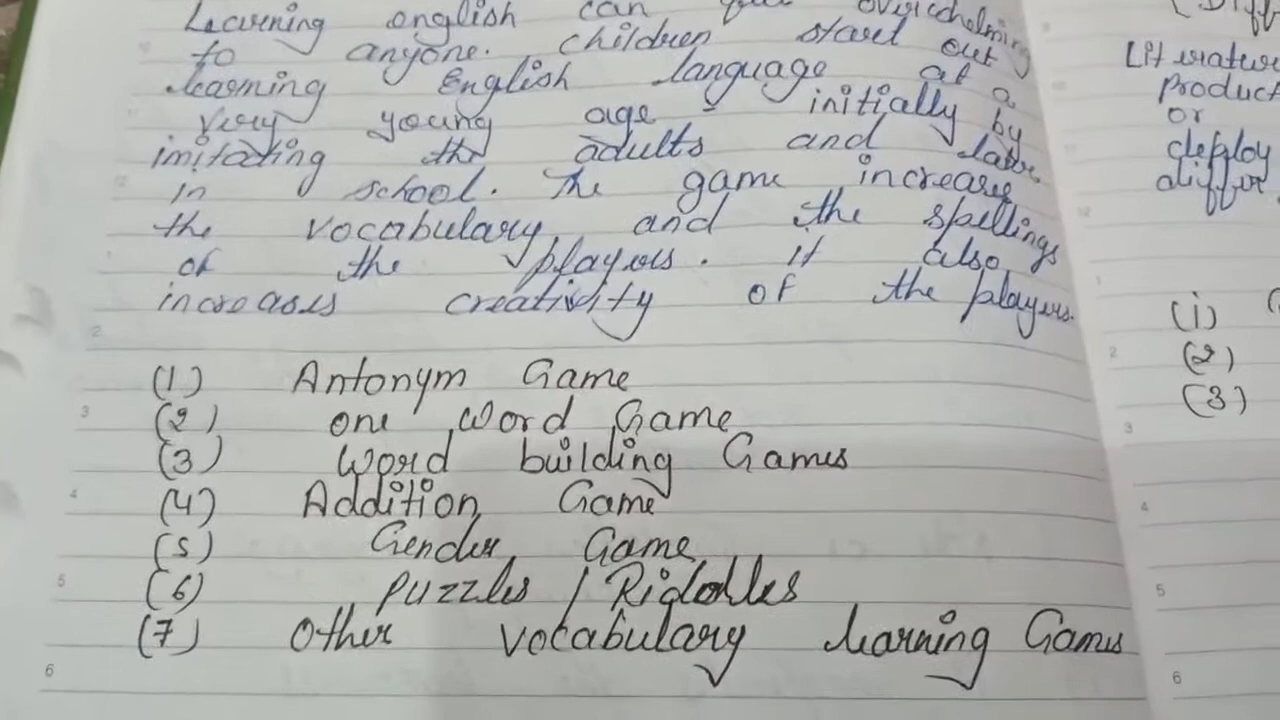 Learning english can overwhelming
to anyone. children start out
learning English language at a
very young age - initially by
imitating the adults and later
in school. The game increases
the vocabulary and the spellings
of the players. it also
increases creativity of the players.
(1) Antonym Game
(2) one word Game
(3) Word building Games
(4) Addition Game
(5) Gender Game
(6) puzzles / Riddles
(7) Other vocabulary learning Games
Literature
product
or
deploy
(i)
(2)
(3)